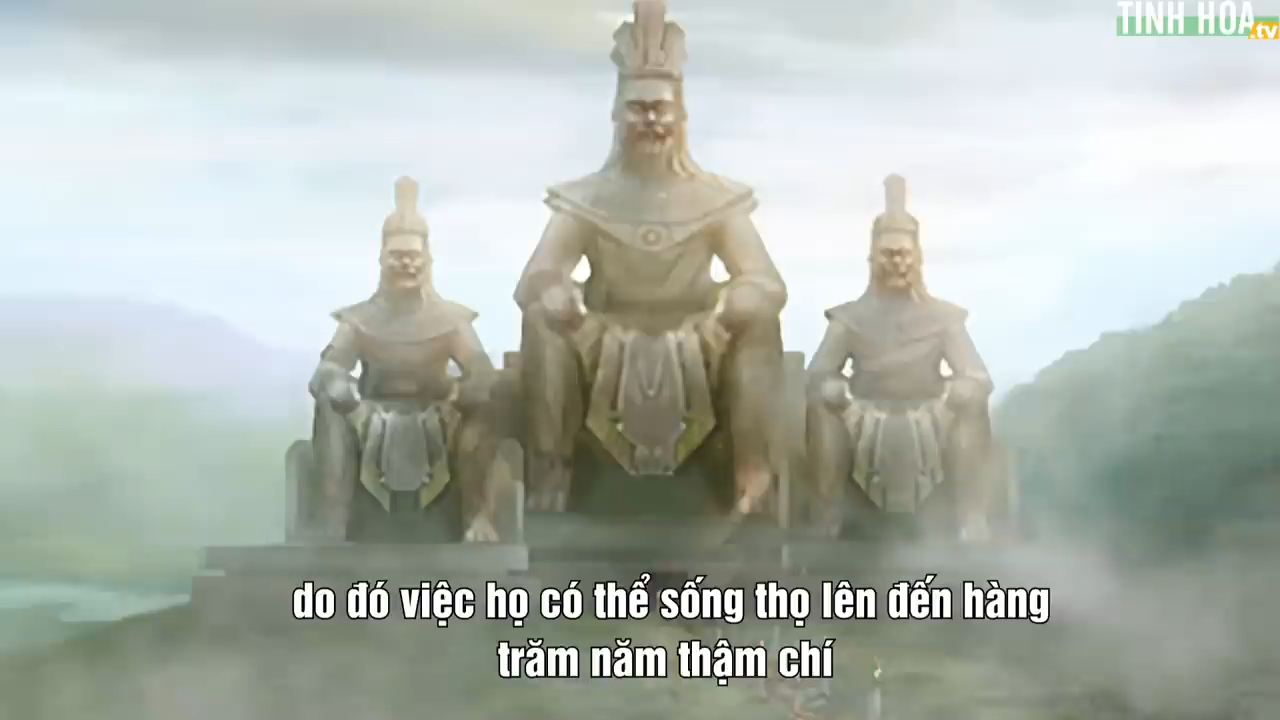 TINH HOA
.tv
do đó việc họ có thể sống thọ lên đến hàng
trăm năm thậm chí